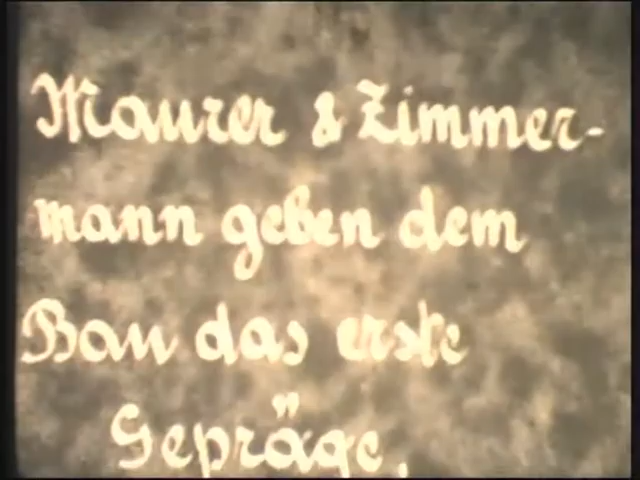 Maurer & Zimmer-
mann geben dem
Bau das erste
Gepräge.